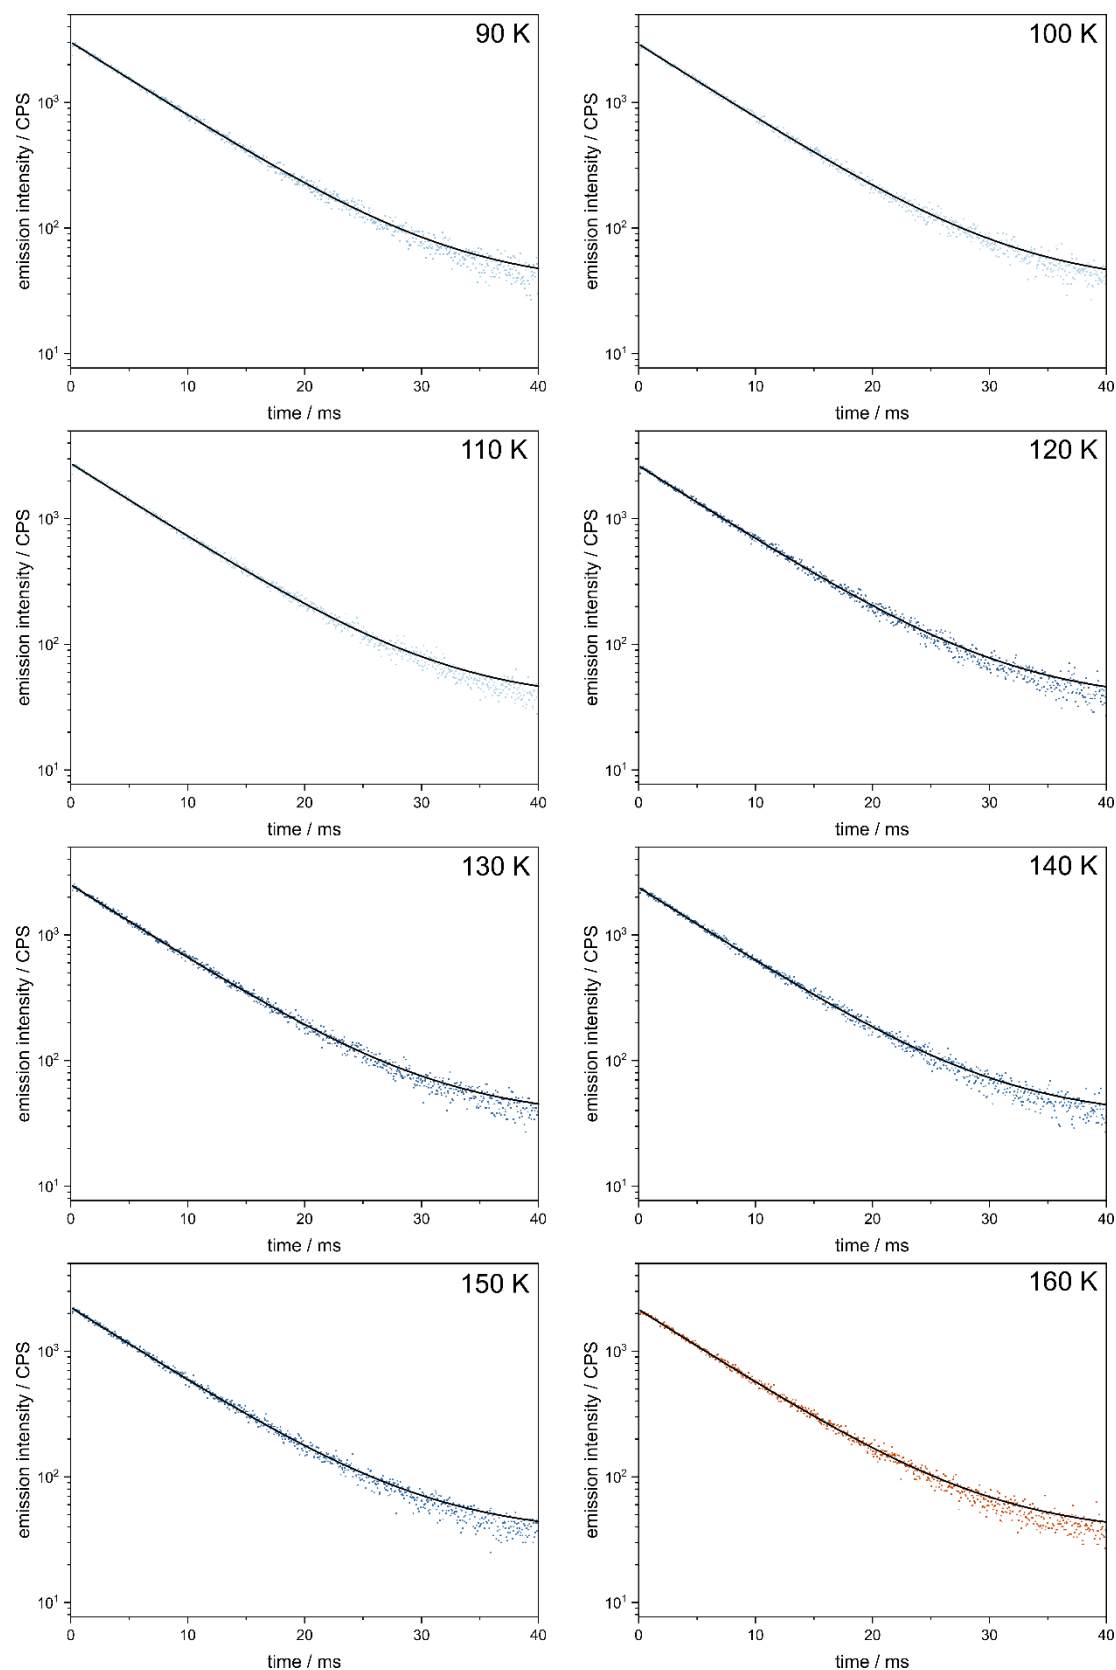 90 K
emission intensity / CPS
10³
10²
10¹
0 10 20 30 40
time / ms
100 K
emission intensity / CPS
10³
10²
10¹
0 10 20 30 40
time / ms
110 K
emission intensity / CPS
10³
10²
10¹
0 10 20 30 40
time / ms
120 K
emission intensity / CPS
10³
10²
10¹
0 10 20 30 40
time / ms
130 K
emission intensity / CPS
10³
10²
10¹
0 10 20 30 40
time / ms
140 K
emission intensity / CPS
10³
10²
10¹
0 10 20 30 40
time / ms
150 K
emission intensity / CPS
10³
10²
10¹
0 10 20 30 40
time / ms
160 K
emission intensity / CPS
10³
10²
10¹
0 10 20 30 40
time / ms